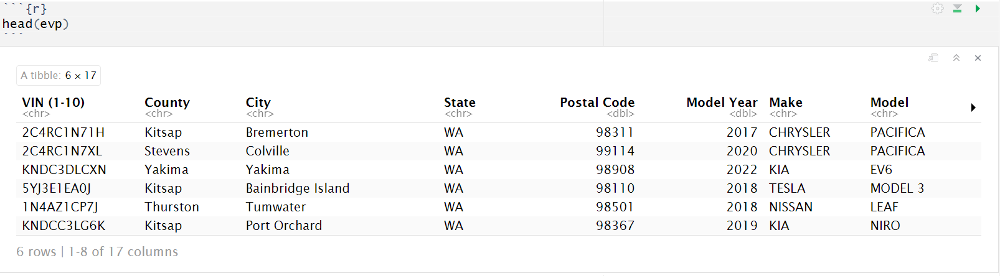 ```{r}
head(evp)
```
A tibble: 6 × 17
VIN (1-10) County City State Postal Code Model Year Make Model
<chr> <chr> <chr> <chr> <dbl> <dbl> <chr> <chr>
2C4RC1N71H Kitsap Bremerton WA 98311 2017 CHRYSLER PACIFICA
2C4RC1N7XL Stevens Colville WA 99114 2020 CHRYSLER PACIFICA
KNDC3DLCXN Yakima Yakima WA 98908 2022 KIA EV6
5YJ3E1EA0J Kitsap Bainbridge Island WA 98110 2018 TESLA MODEL 3
1N4AZ1CP7J Thurston Tumwater WA 98501 2018 NISSAN LEAF
KNDCC3LG6K Kitsap Port Orchard WA 98367 2019 KIA NIRO
6 rows | 1-8 of 17 columns